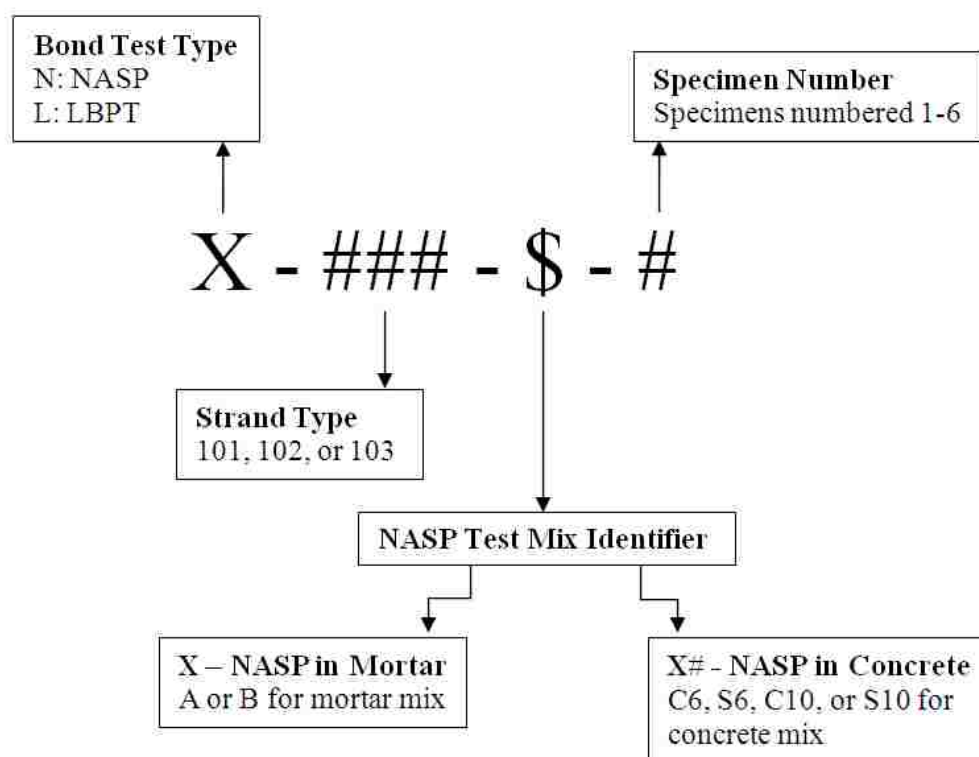 Bond Test Type
N: NASP
L: LBPT
Specimen Number
Specimens numbered 1-6
X - ### - $ - #
Strand Type
101, 102, or 103
NASP Test Mix Identifier
X – NASP in Mortar
A or B for mortar mix
X# - NASP in Concrete
C6, S6, C10, or S10 for
concrete mix